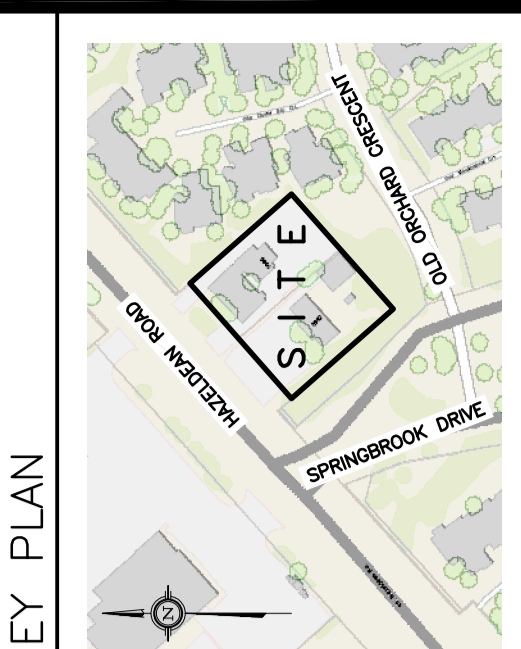 EY PLAN
HAZELDEAN ROAD
OLD ORCHARD CRESCENT
SITE
SPRINGBROOK DRIVE
N